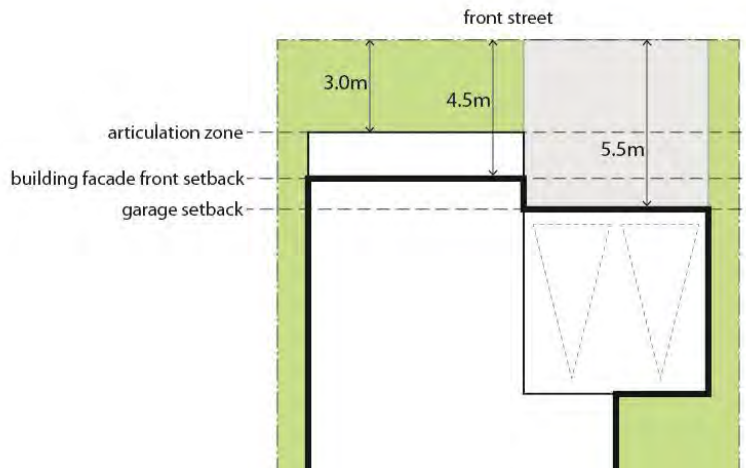 front street
3.0m
4.5m
articulation zone
5.5m
building facade front setback
garage setback